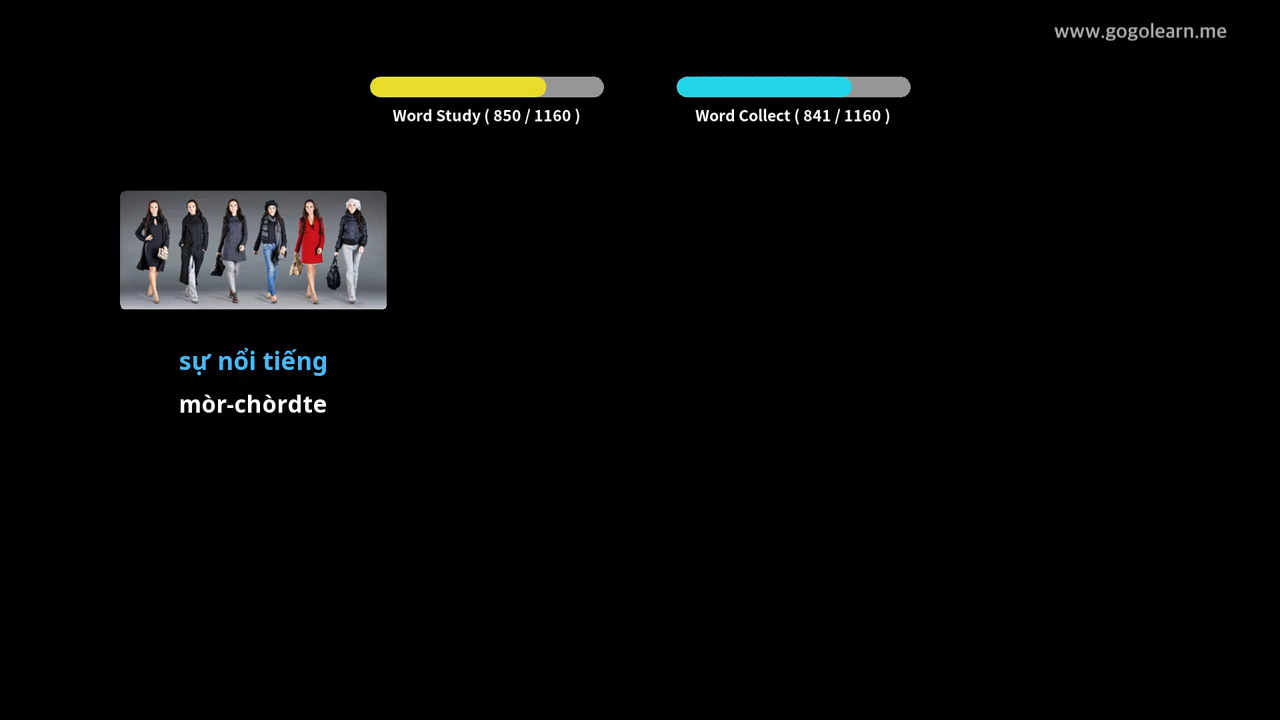 www.gogolearn.me
Word Study ( 850 / 1160 )
Word Collect ( 841 / 1160 )
sự nổi tiếng
mòr-chòrdte